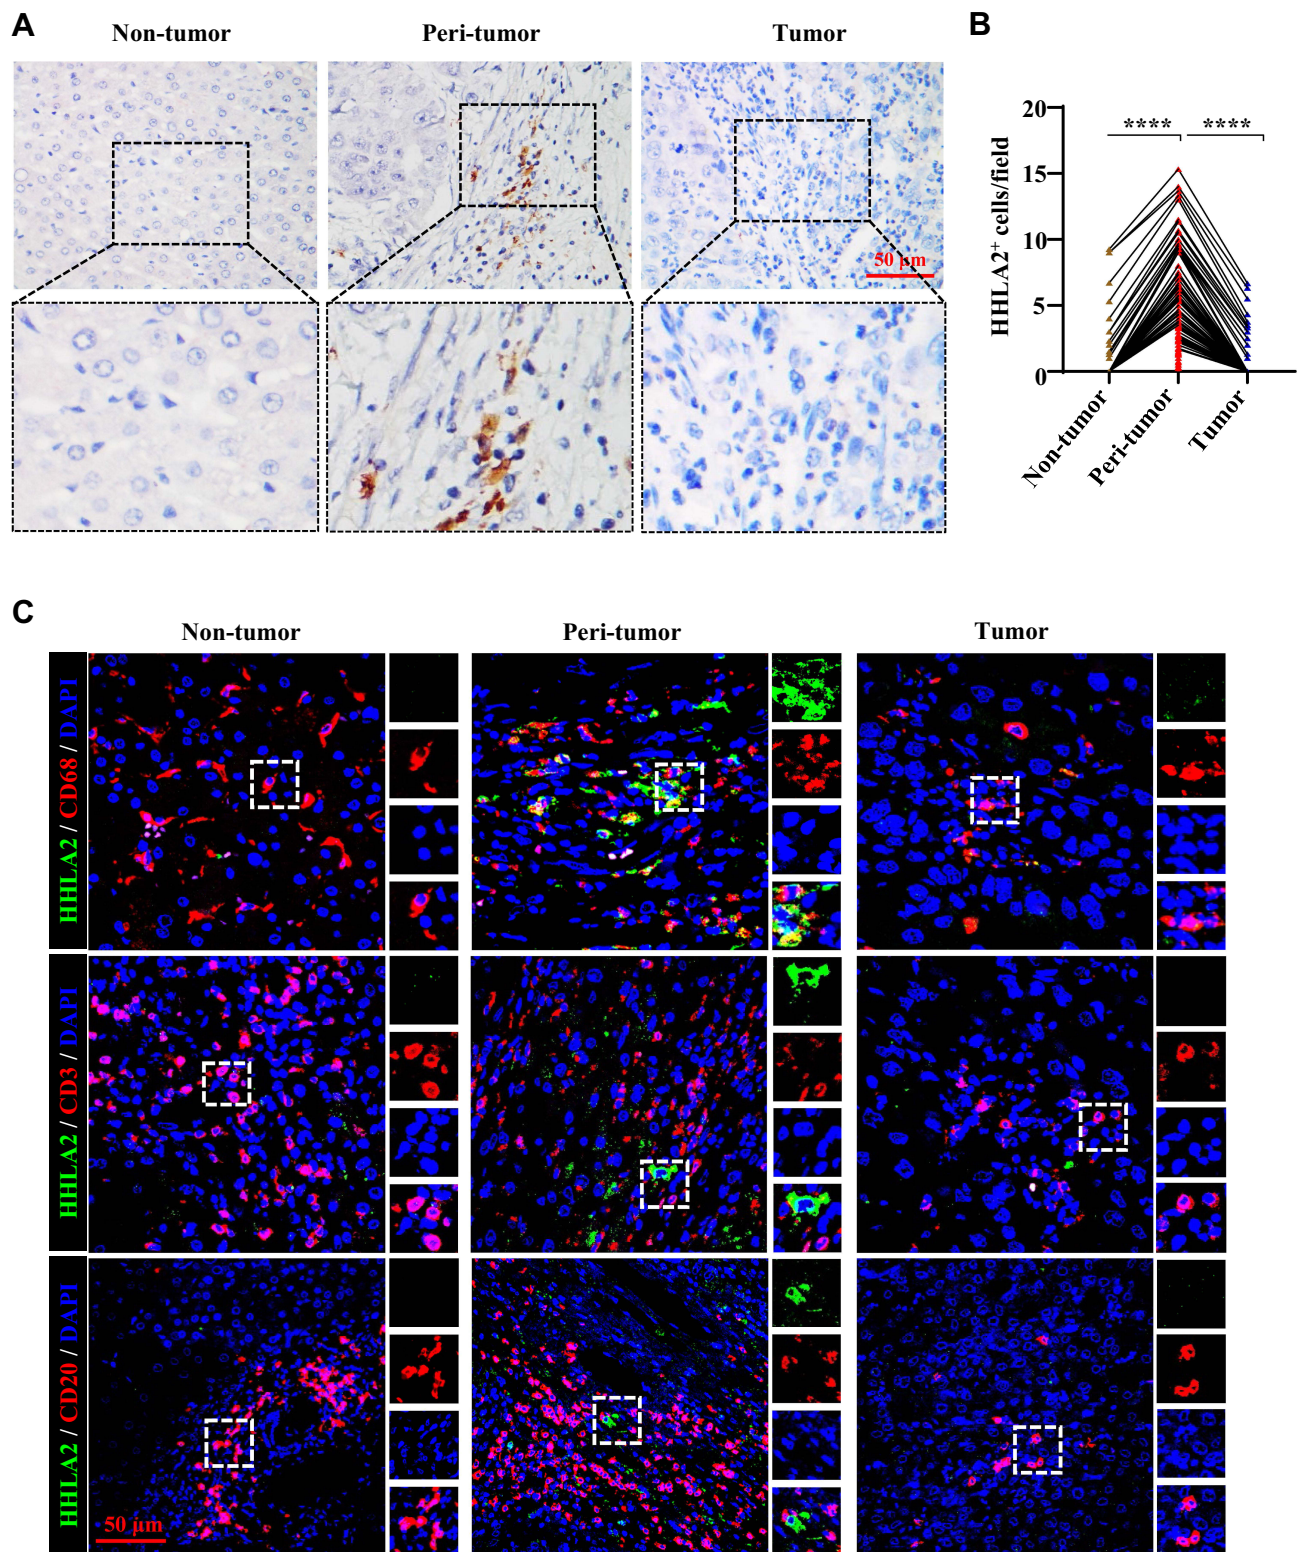 A
Non-tumor
Peri-tumor
Tumor
50 μm
B
HHLA2⁺ cells/field
20
15
10
5
0
****
****
Non-tumor
Peri-tumor
Tumor
C
Non-tumor
Peri-tumor
Tumor
HHLA2 / CD68 / DAPI
HHLA2 / CD3 / DAPI
HHLA2 / CD20 / DAPI
50 μm